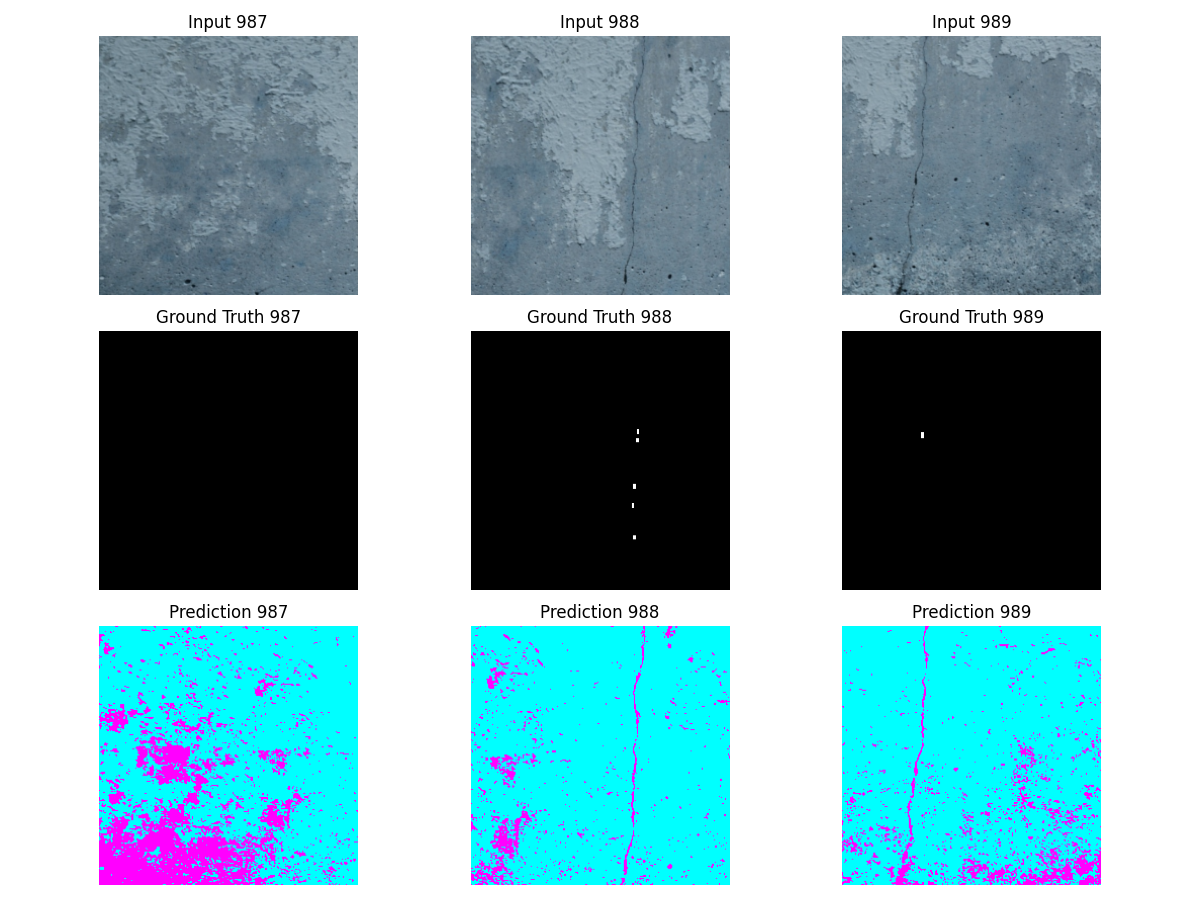 Input 987
Input 988
Input 989
Ground Truth 987
Ground Truth 988
Ground Truth 989
Prediction 987
Prediction 988
Prediction 989